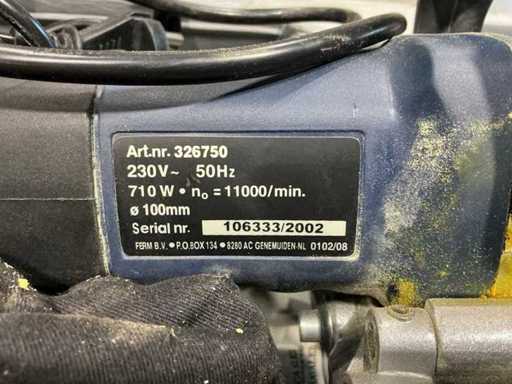 Art.nr. 326750
230V~ 50Hz
710 W • n₀ = 11000/min.
ø 100mm
Serial nr. 106333/2002
FERM B.V. • P.O.BOX 134 • 8280 AC GENEMUIDEN-NL 0102/08